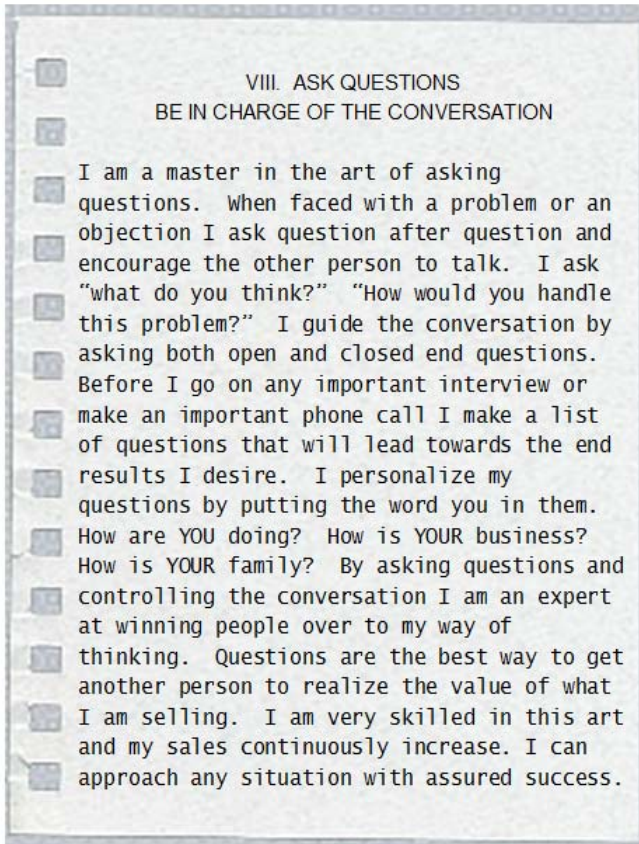 VIII. ASK QUESTIONS
BE IN CHARGE OF THE CONVERSATION
I am a master in the art of asking
questions. When faced with a problem or an
objection I ask question after question and
encourage the other person to talk. I ask
“what do you think?” “How would you handle
this problem?” I guide the conversation by
asking both open and closed end questions.
Before I go on any important interview or
make an important phone call I make a list
of questions that will lead towards the end
results I desire. I personalize my
questions by putting the word you in them.
How are YOU doing? How is YOUR business?
How is YOUR family? By asking questions and
controlling the conversation I am an expert
at winning people over to my way of
thinking. Questions are the best way to get
another person to realize the value of what
I am selling. I am very skilled in this art
and my sales continuously increase. I can
approach any situation with assured success.